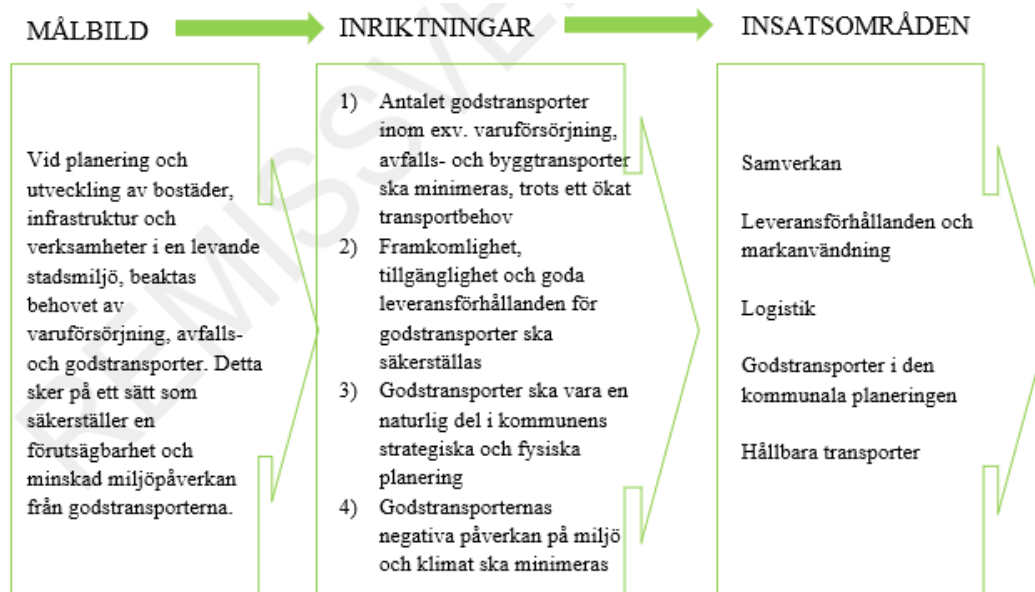 MÅLBILD
INRIKTNINGAR
INSATSOMRÅDEN
Vid planering och
utveckling av bostäder,
infrastruktur och
verksamheter i en levande
stadsmiljö, beaktas
behovet av
varuförsörjning, avfalls-
och godstransporter. Detta
sker på ett sätt som
säkerställer en
förutsägbarhet och
minskad miljöpåverkan
från godstransporterna.
1) Antalet godstransporter
inom exv. varuförsörjning,
avfalls- och byggtransporter
ska minimeras, trots ett ökat
transportbehov
2) Framkomlighet,
tillgänglighet och goda
leveransförhållanden för
godstransporter ska
säkerställas
3) Godstransporter ska vara en
naturlig del i kommunens
strategiska och fysiska
planering
4) Godstransporternas
negativa påverkan på miljö
och klimat ska minimeras
Samverkan
Leveransförhållanden och
markanvändning
Logistik
Godstransporter i den
kommunala planeringen
Hållbara transporter